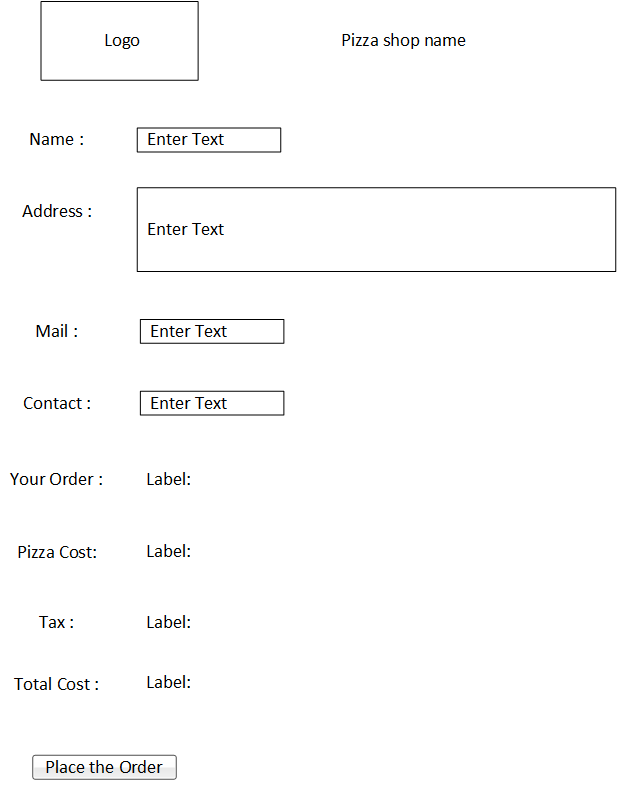 Logo Pizza shop name
Name : Enter Text
Address :
Enter Text
Mail : Enter Text
Contact : Enter Text
Your Order : Label:
Pizza Cost: Label:
Tax : Label:
Total Cost : Label:
Place the Order